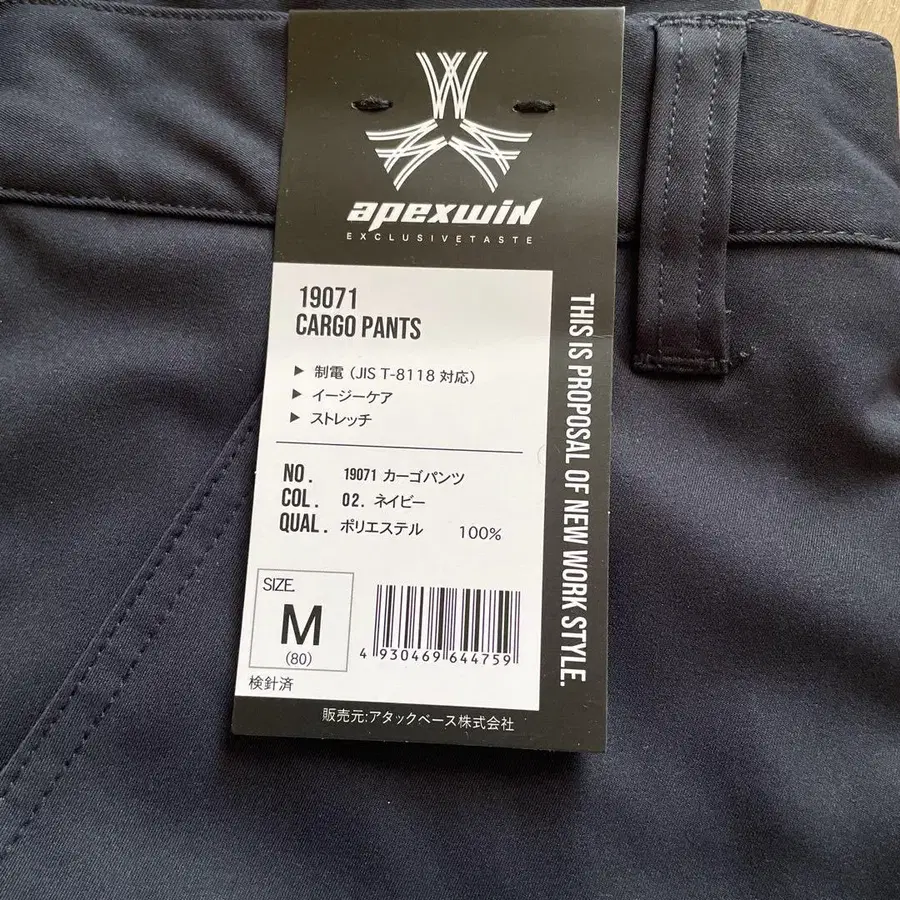 apexwin
EXCLUSIVETASTE
19071
CARGO PANTS
▶ 制電（JIS T-8118 対応）
▶ イージーケア
▶ ストレッチ
NO. 19071 カーゴパンツ
COL. 02. ネイビー
QUAL. ポリエステル 100%
SIZE
M
(80)
4 930469 644759
検針済
販売元:アタックベース株式会社
THIS IS PROPOSAL OF NEW WORK STYLE.